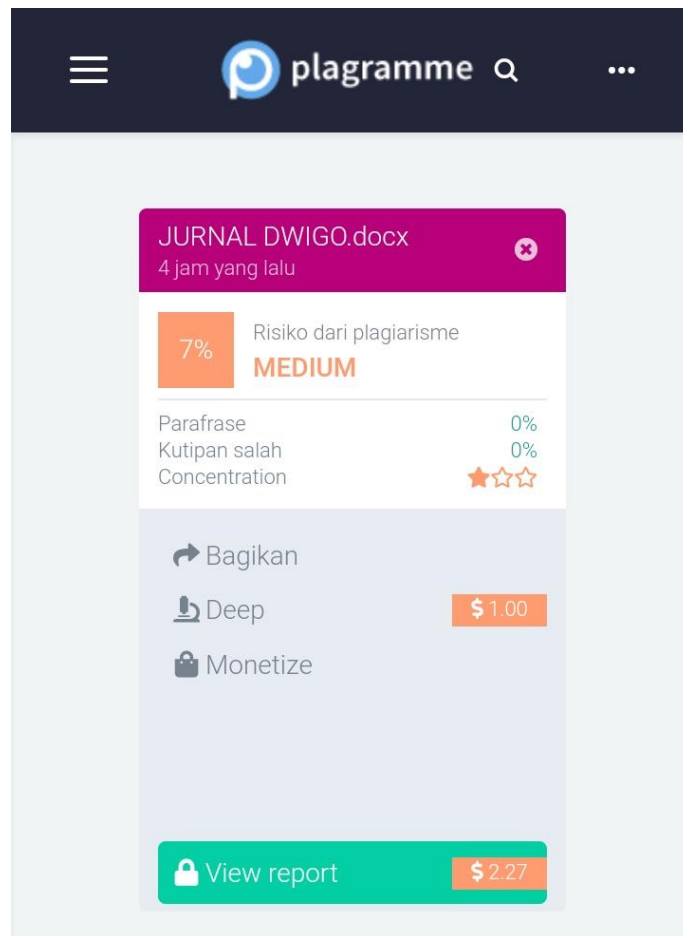 plagramme
JURNAL DWIGO.docx
4 jam yang lalu
7%
Risiko dari plagiarisme
MEDIUM
Parafrase 0%
Kutipan salah 0%
Concentration
Bagikan
Deep $ 1.00
Monetize
View report $ 2.27